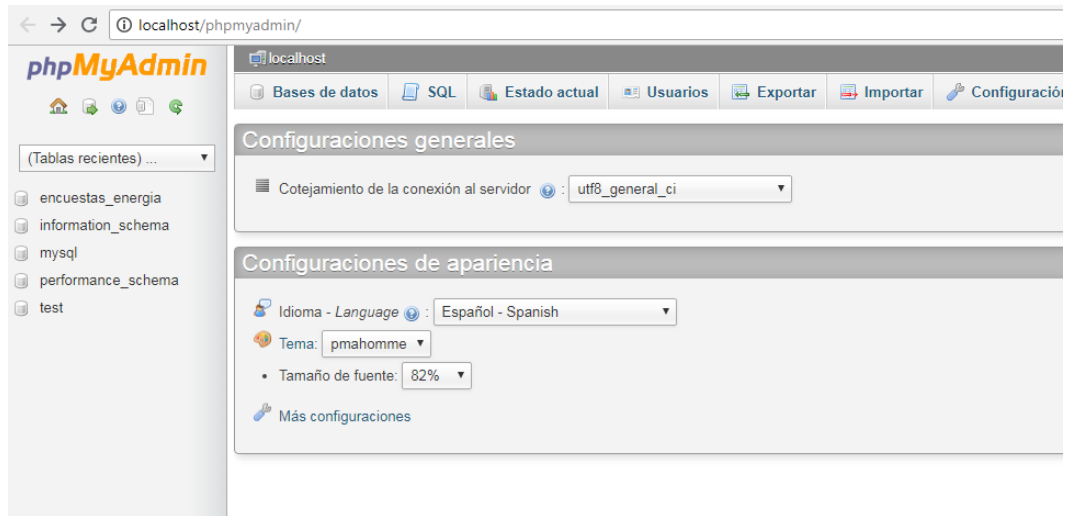 localhost/phpmyadmin/
phpMyAdmin
(Tablas recientes) ...
encuestas_energia
information_schema
mysql
performance_schema
test
localhost
Bases de datos SQL Estado actual Usuarios Exportar Importar Configuración
Configuraciones generales
Cotejamiento de la conexión al servidor : utf8_general_ci
Configuraciones de apariencia
Idioma - Language : Español - Spanish
Tema: pmahomme
Tamaño de fuente: 82%
Más configuraciones